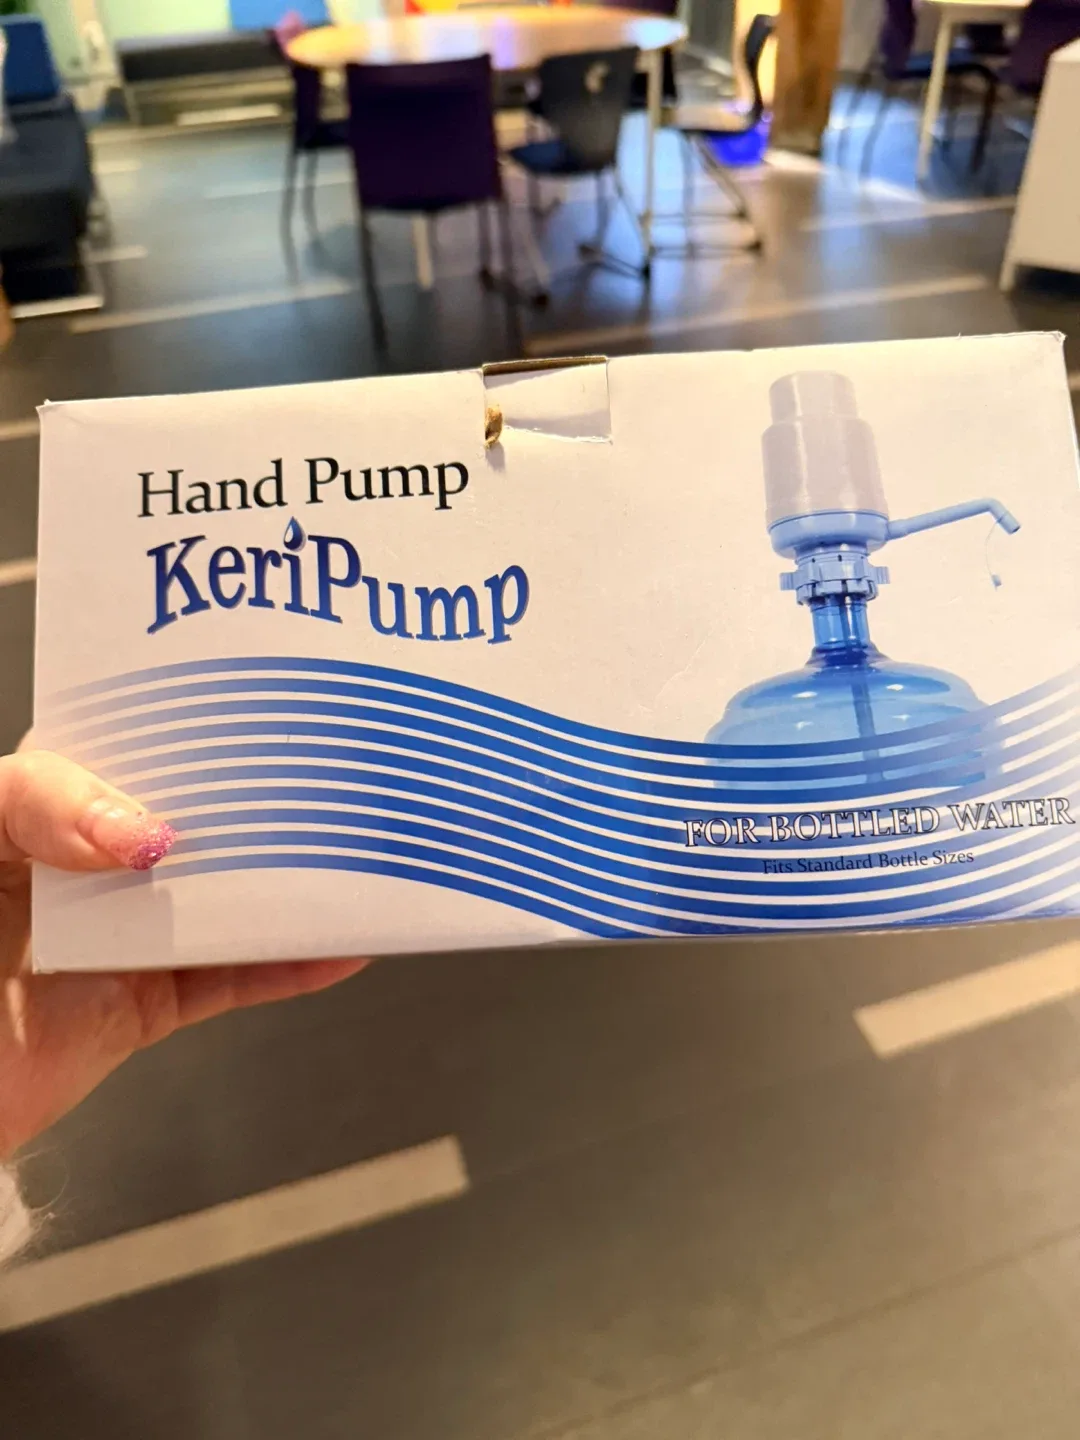 Hand Pump
KeriPump
FOR BOTTLED WATER
Fits Standard Bottle Sizes